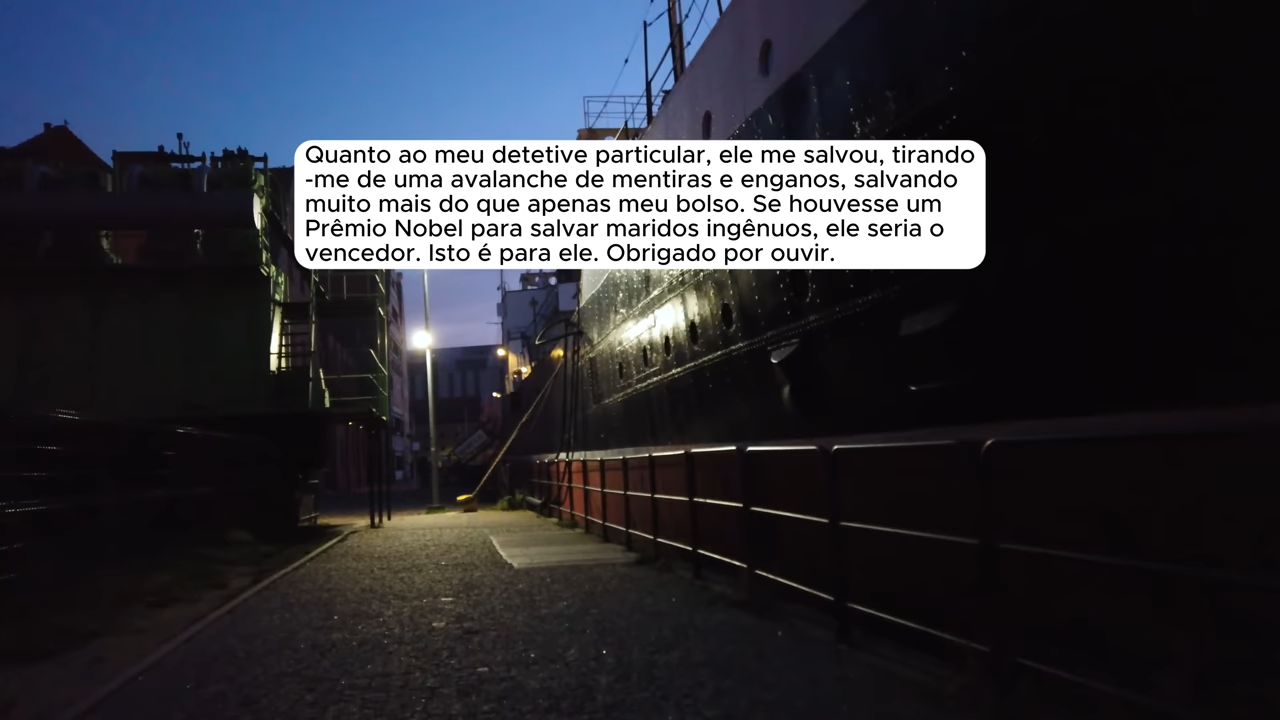 Quanto ao meu detetive particular, ele me salvou, tirando
-me de uma avalanche de mentiras e enganos, salvando
muito mais do que apenas meu bolso. Se houvesse um
Prêmio Nobel para salvar maridos ingênuos, ele seria o
vencedor. Isto é para ele. Obrigado por ouvir.